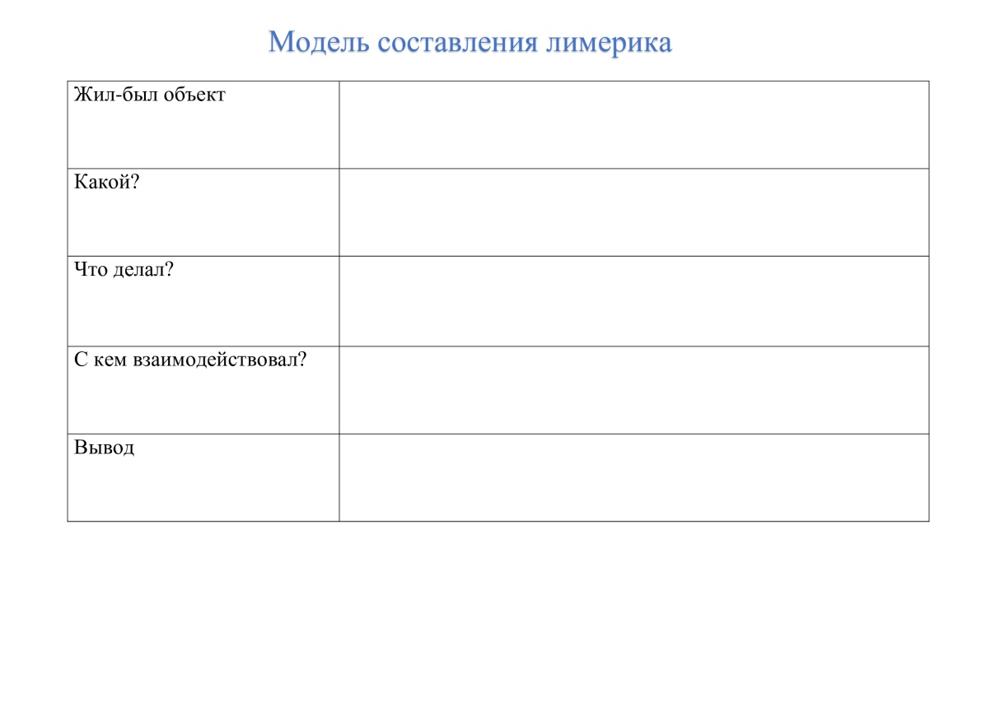 Модель составления лимерика
Жил-был объект
Какой?
Что делал?
С кем взаимодействовал?
Вывод